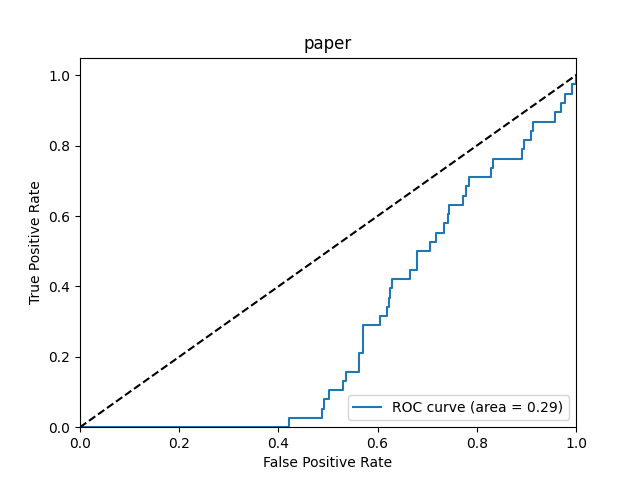 paper
1.0
0.8
0.6
0.4
0.2
0.0
True Positive Rate
ROC curve (area = 0.29)
0.0 0.2 0.4 0.6 0.8 1.0
False Positive Rate